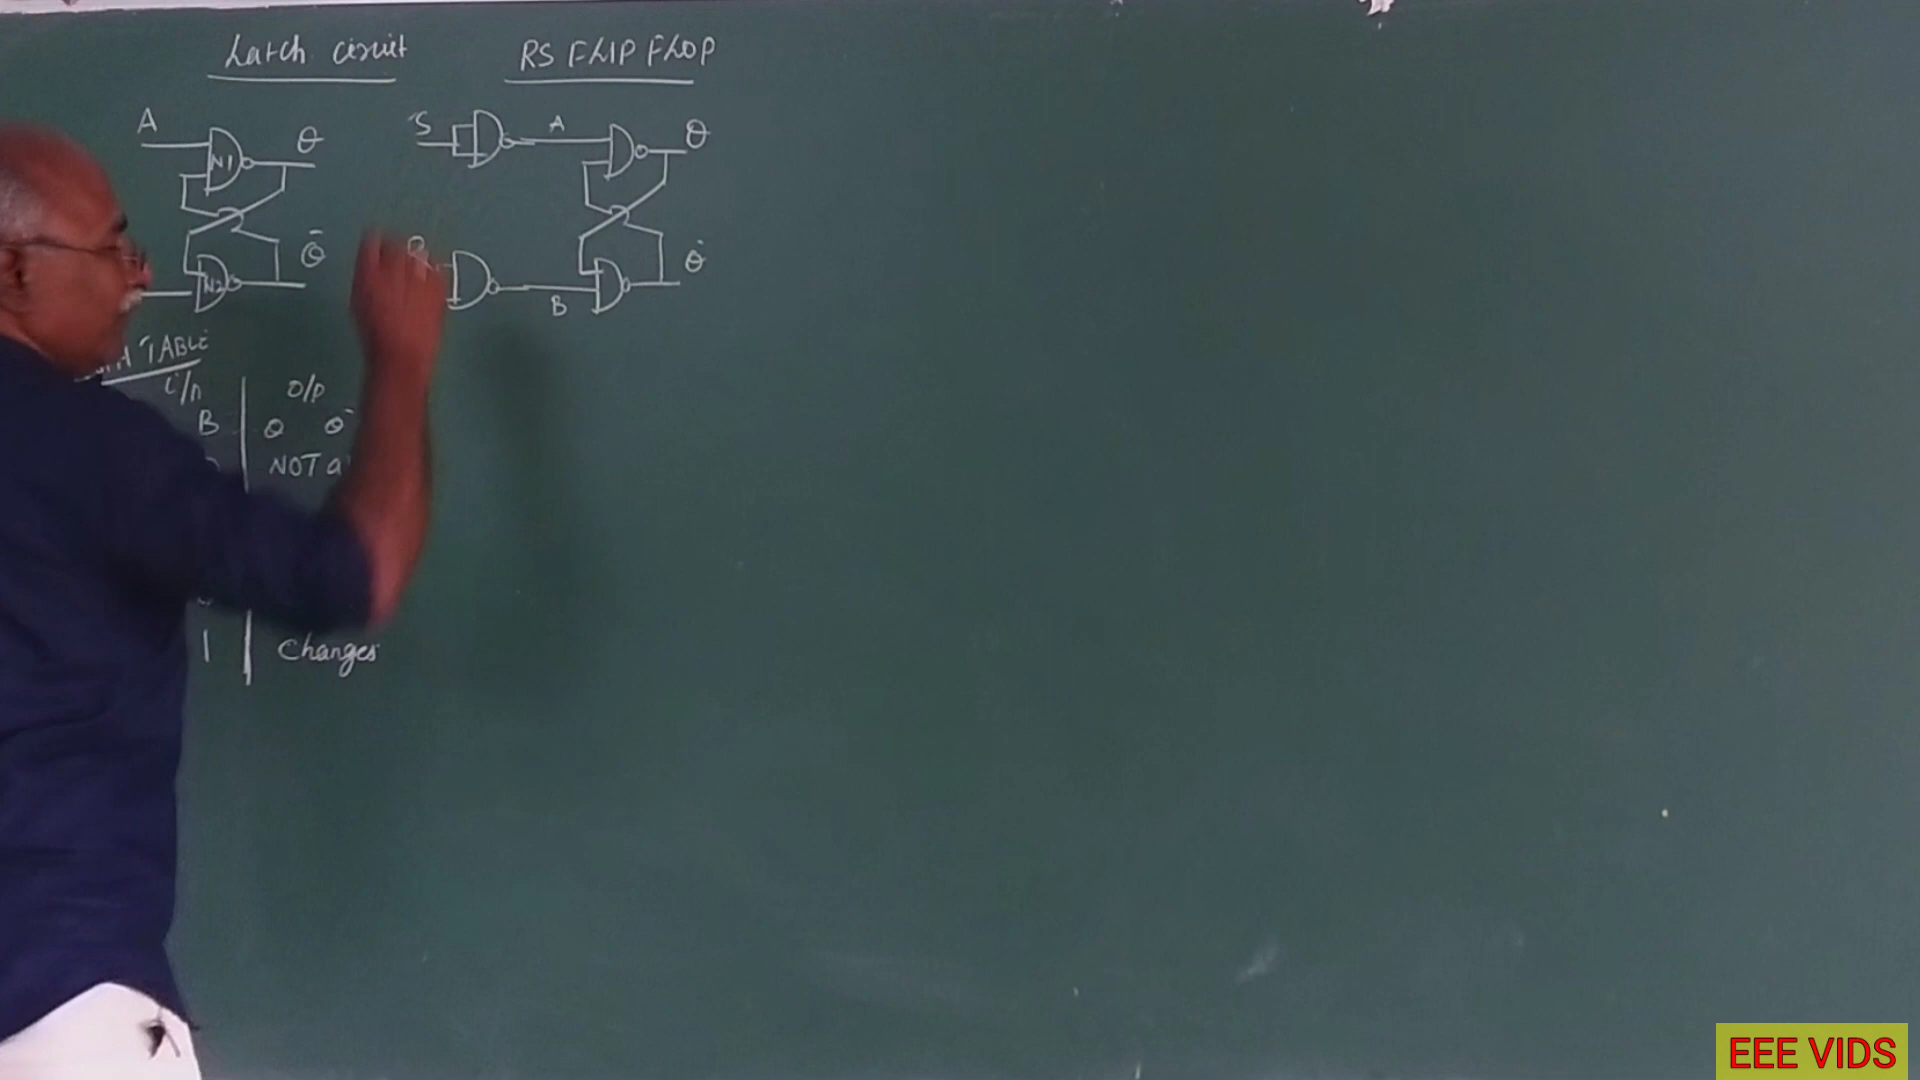 Latch circuit
RS FLIP FLOP
A
N1
Q
S
A
Q
Q̄
N2
R
B
Q̄
TABLE
i/p
o/p
B
Q Q̄
NOT a
1
Changes
EEE VIDS